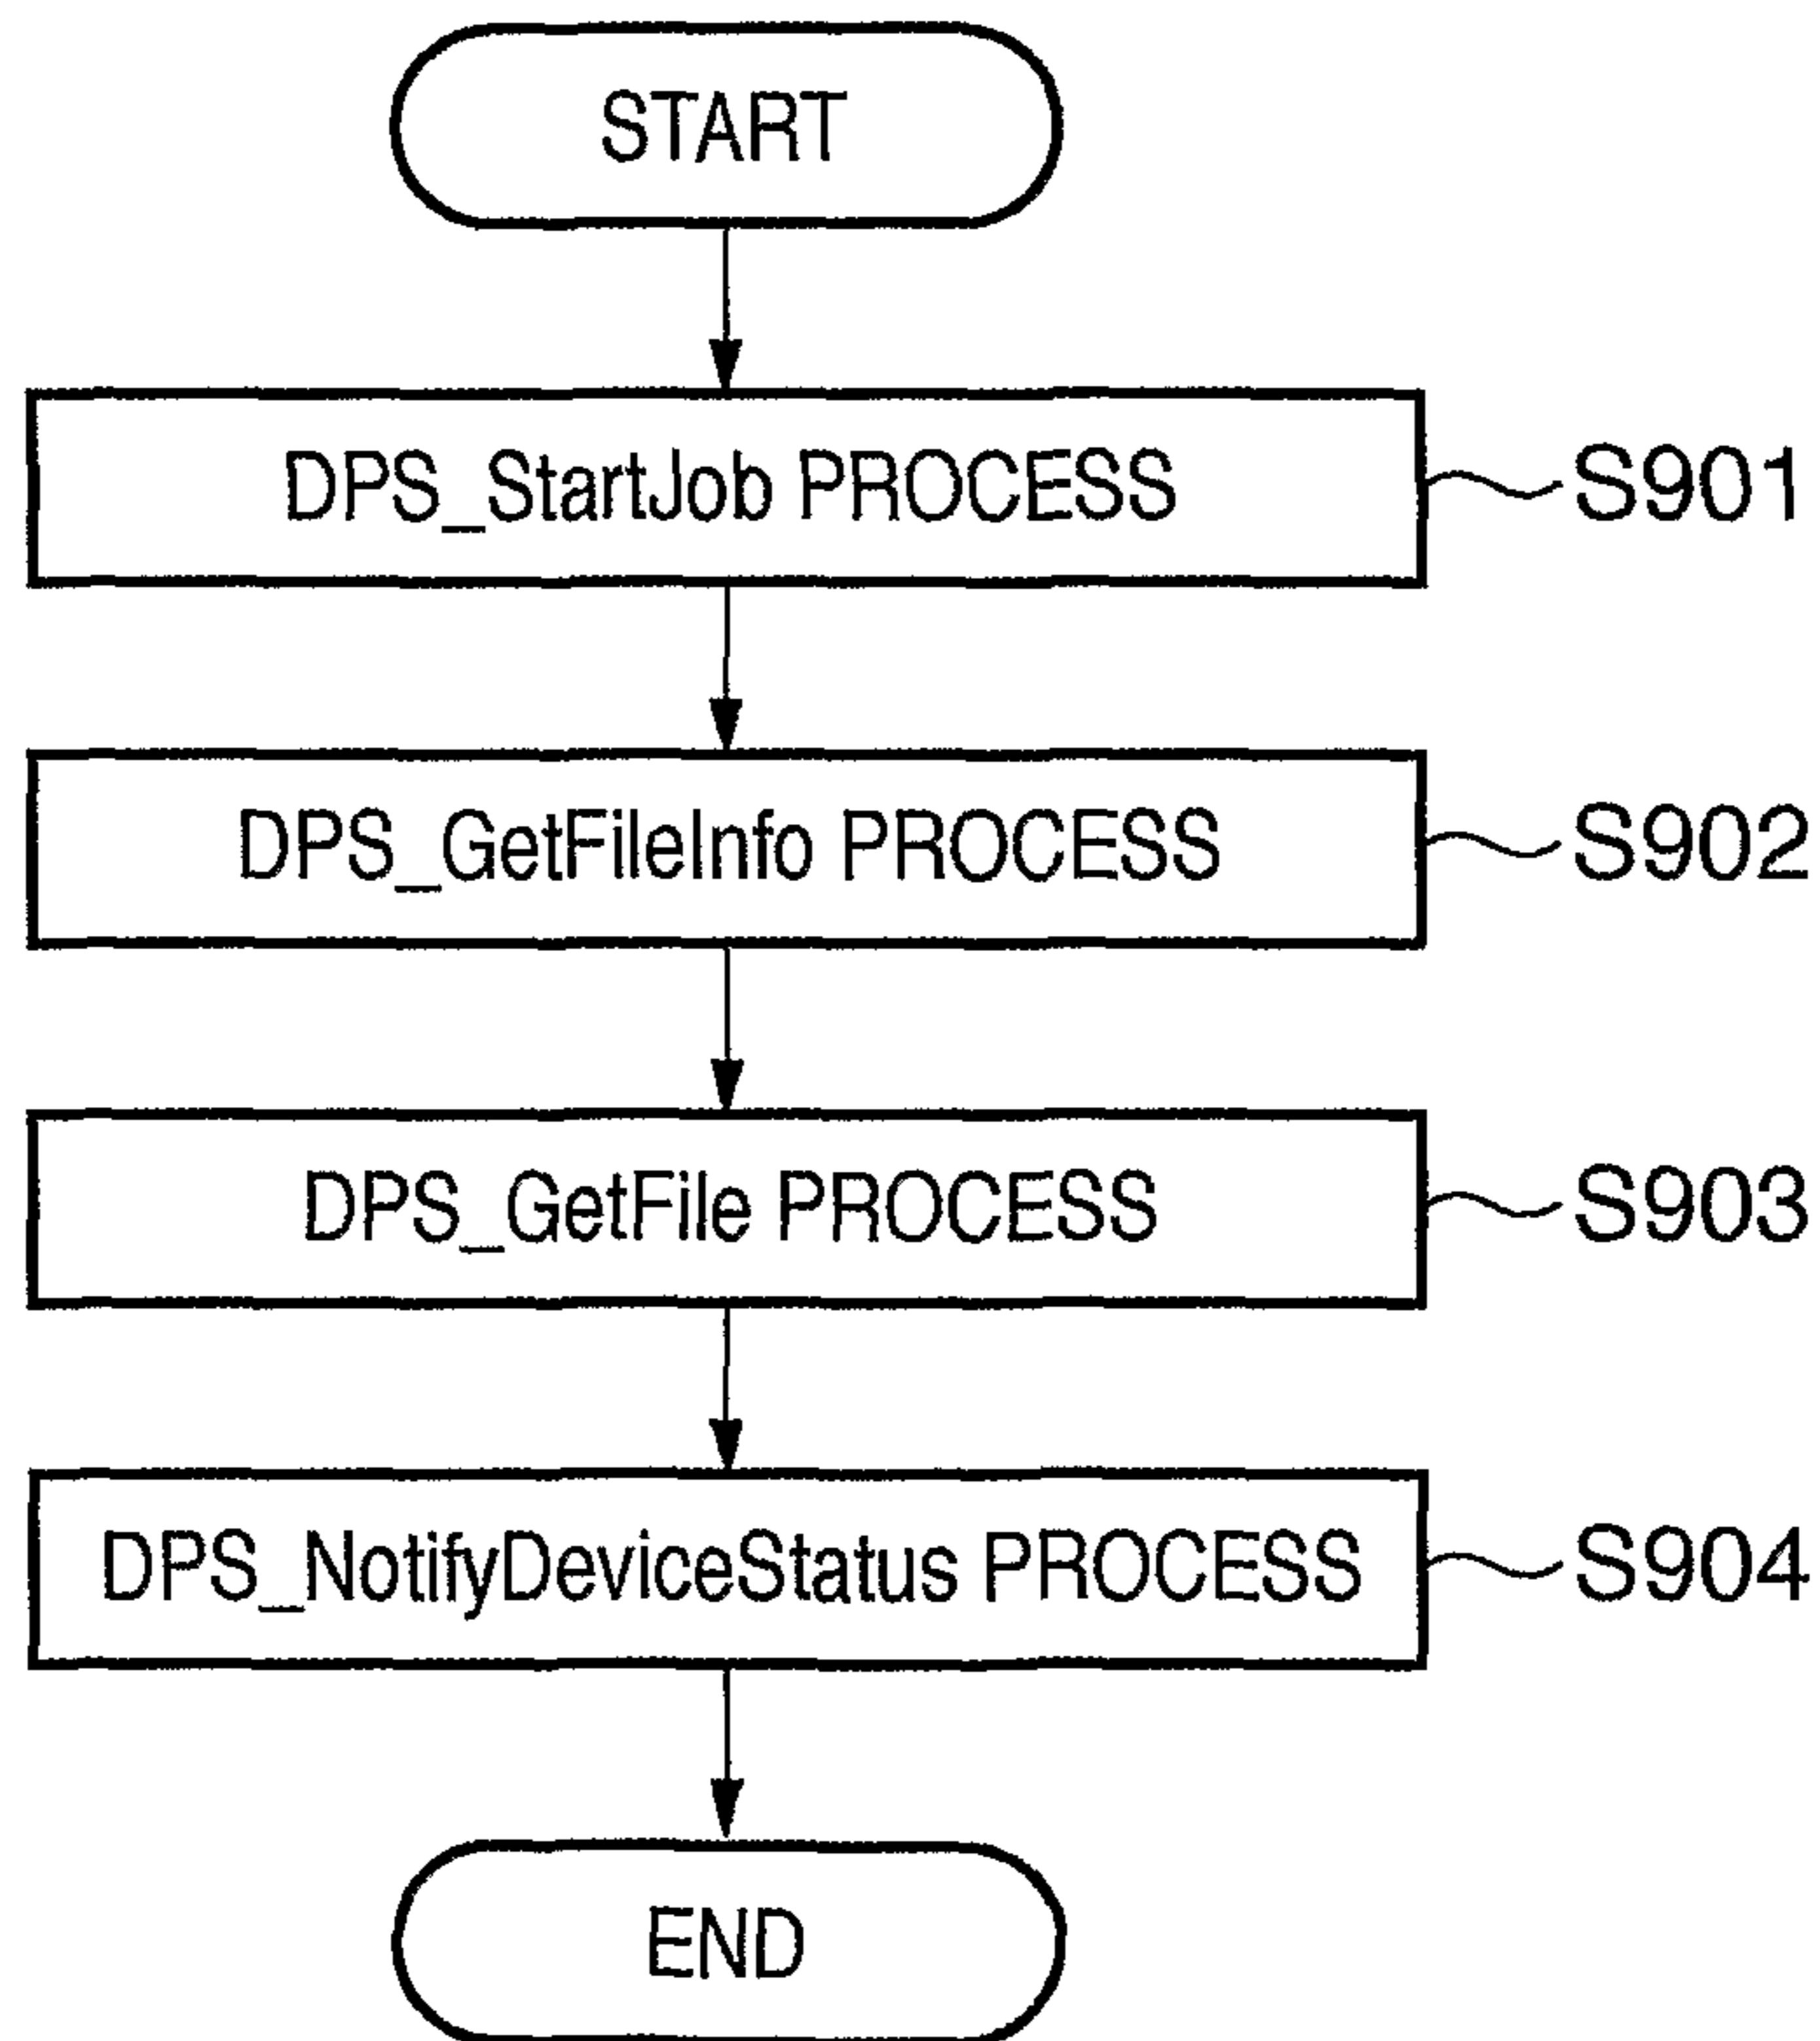 START
DPS_StartJob PROCESS S901
DPS_GetFileInfo PROCESS S902
DPS_GetFile PROCESS S903
DPS_NotifyDeviceStatus PROCESS S904
END